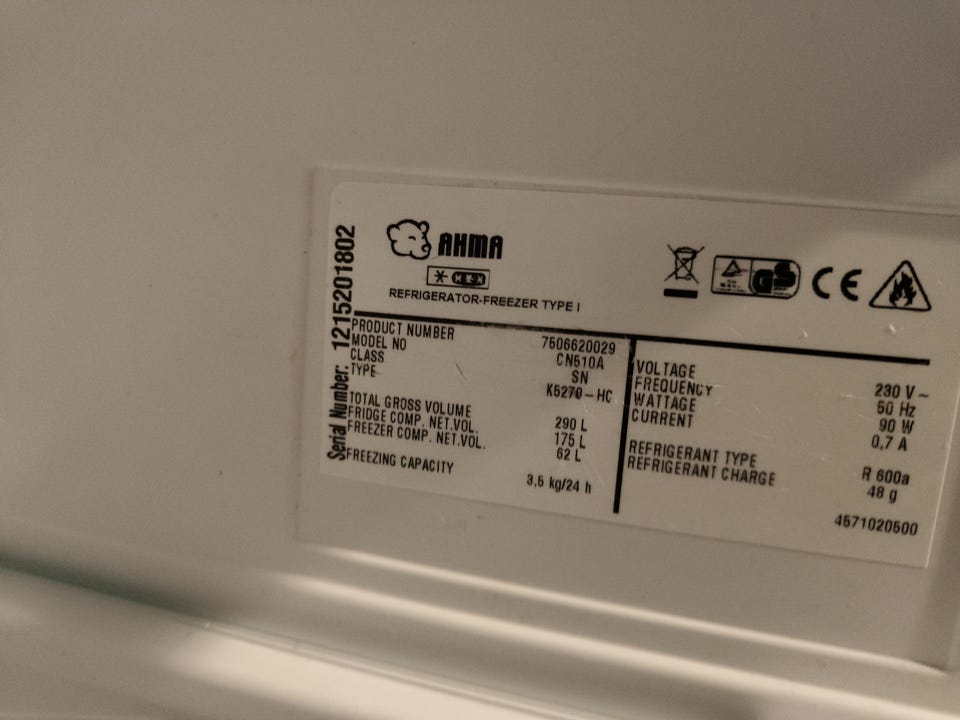 Serial Number: 1215201802
AHMA
REFRIGERATOR-FREEZER TYPE I
PRODUCT NUMBER 7506620029
MODEL NO CN510A
CLASS SN
TYPE K5270-HC
TOTAL GROSS VOLUME 290 L
FRIDGE COMP. NET.VOL. 175 L
FREEZER COMP. NET.VOL. 62 L
FREEZING CAPACITY 3,5 kg/24 h
GS
CE
VOLTAGE 230 V ~
FREQUENCY 50 Hz
WATTAGE 90 W
CURRENT 0,7 A
REFRIGERANT TYPE R 600a
REFRIGERANT CHARGE 48 g
4571020500